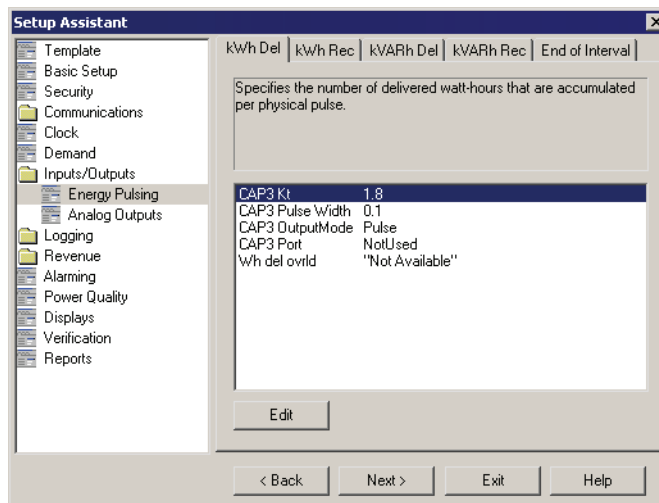 Setup Assistant
Template
Basic Setup
Security
Communications
Clock
Demand
Inputs/Outputs
Energy Pulsing
Analog Outputs
Logging
Revenue
Alarming
Power Quality
Displays
Verification
Reports
kWh Del kWh Rec kVARh Del kVARh Rec End of Interval
Specifies the number of delivered watt-hours that are accumulated
per physical pulse.
CAP3 Kt 1.8
CAP3 Pulse Width 0.1
CAP3 OutputMode Pulse
CAP3 Port NotUsed
Wh del ovrld "Not Available"
Edit
< Back Next > Exit Help